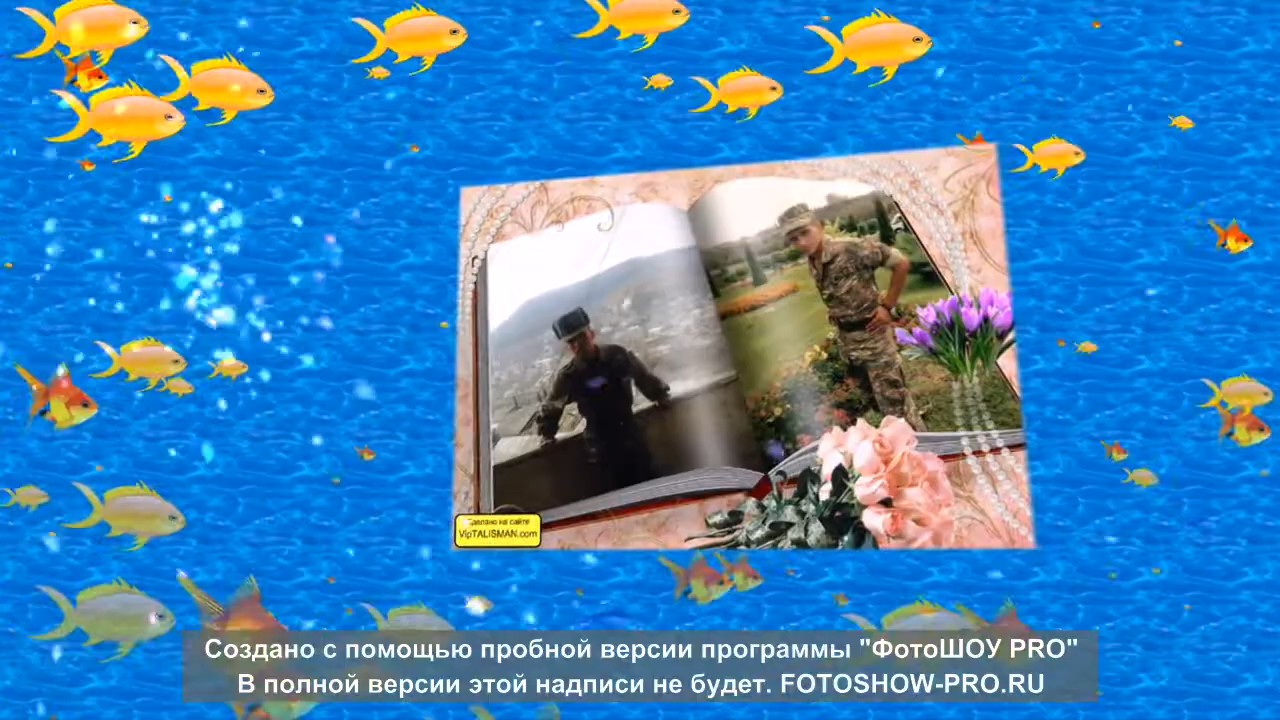 Сделано на сайте
VipTALISMAN.com
Создано с помощью пробной версии программы "ФотоШОУ PRO"
В полной версии этой надписи не будет. FOTOSHOW-PRO.RU